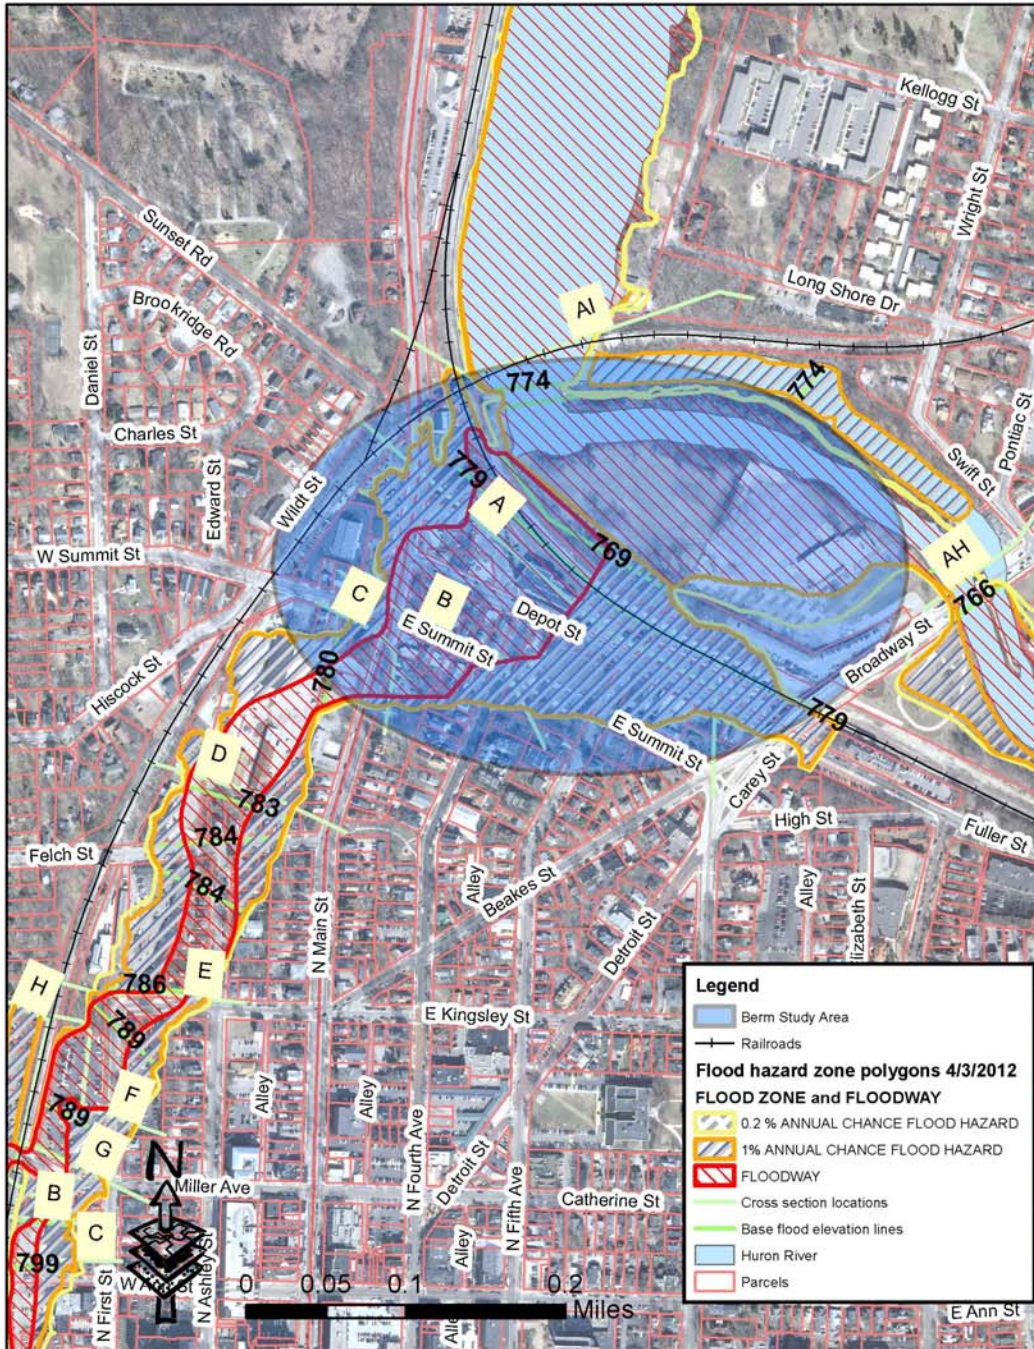 Kellogg St
Wright St
Sunset Rd
Long Shore Dr
AI
Brookridge Rd
Daniel St
774
774
Pontiac St
Charles St
Swift St
Edward St
Wildt St
779
A
W Summit St
769
AH
C
B
766
Depot St
E Summit St
Broadway St
Hiscock St
780
779
E Summit St
D
Carey St
783
High St
Fuller St
784
Felch St
784
Alley
Beakes St
Alley
Elizabeth St
N Main St
Detroit St
H
786
E
789
E Kingsley St
F
789
Alley
Alley
N Fourth Ave
G
N
Detroit St
N Fifth Ave
Miller Ave
B
Catherine St
C
Alley
799
N First St
N Ashley St
0
0.05
0.1
0.2
Miles
E Ann St
Legend
Berm Study Area
Railroads
Flood hazard zone polygons 4/3/2012
FLOOD ZONE and FLOODWAY
0.2 % ANNUAL CHANCE FLOOD HAZARD
1% ANNUAL CHANCE FLOOD HAZARD
FLOODWAY
Cross section locations
Base flood elevation lines
Huron River
Parcels